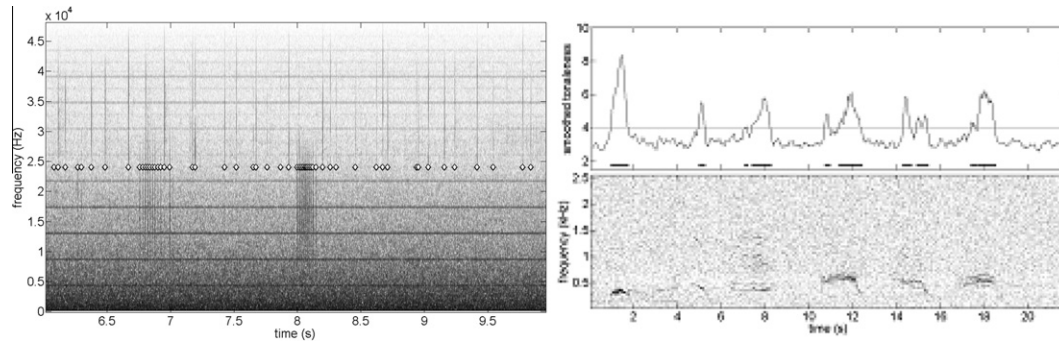 x 10⁴
4.5
4
3.5
3
2.5
2
1.5
1
0.5
0
frequency (Hz)
6.5 7 7.5 8 8.5 9 9.5
time (s)
10
8
6
4
2
smoothed tonalness
2.5
2
1.5
1
0.5
frequency (kHz)
2 4 6 8 10 12 14 16 18 20
time (s)